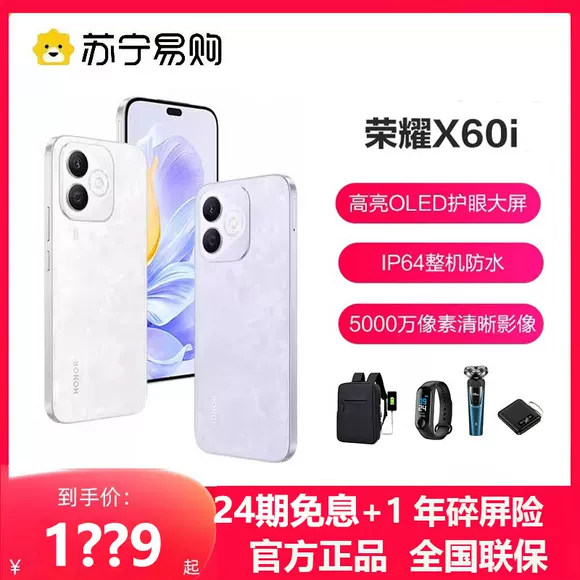 苏宁易购
荣耀X60i
高亮OLED护眼大屏
IP64整机防水
5000万像素清晰影像
HONOR
HONOR
到手价：
¥ 1??9 起
24期免息+1 年碎屏险
官方正品 全国联保